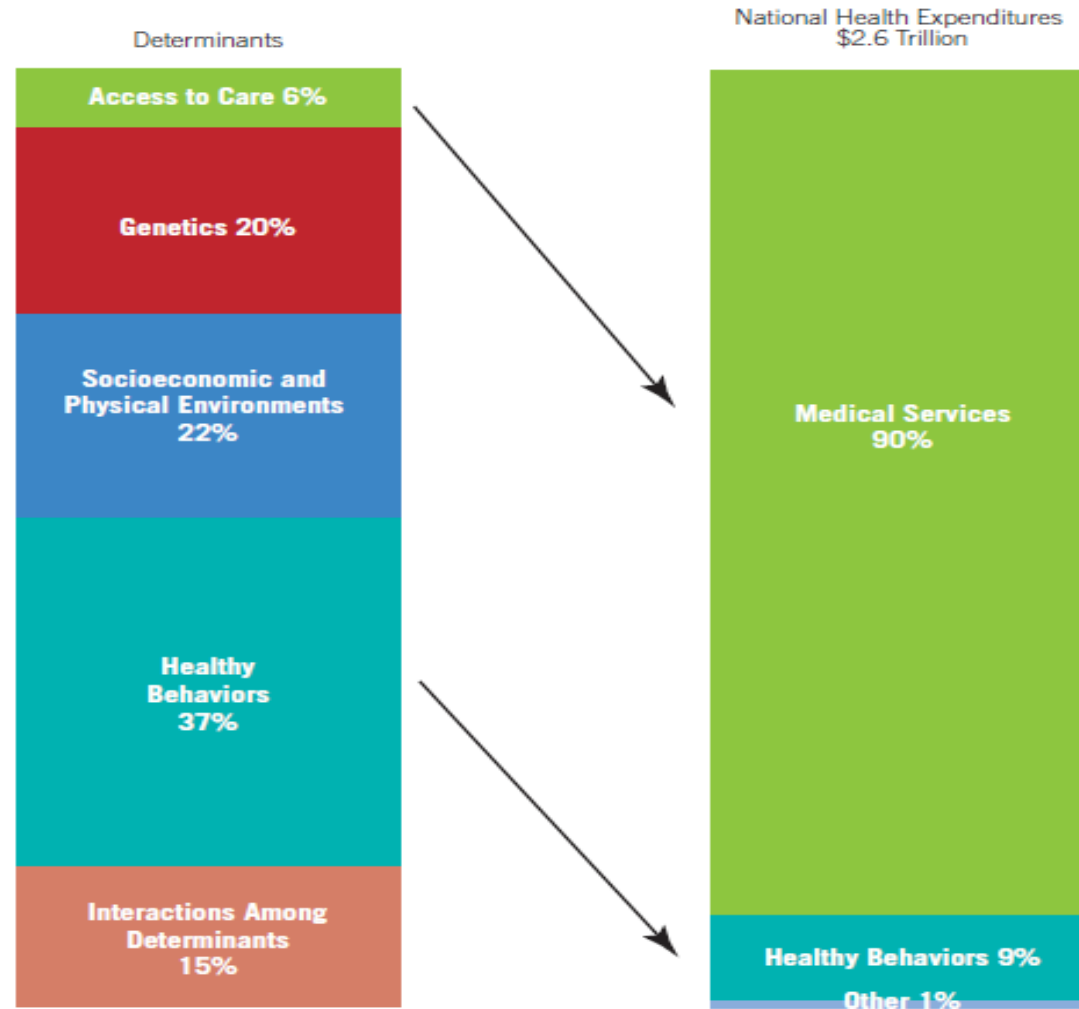 Determinants
Access to Care 6%
Genetics 20%
Socioeconomic and
Physical Environments
22%
Healthy
Behaviors
37%
Interactions Among
Determinants
15%
National Health Expenditures
$2.6 Trillion
Medical Services
90%
Healthy Behaviors 9%
Other 1%